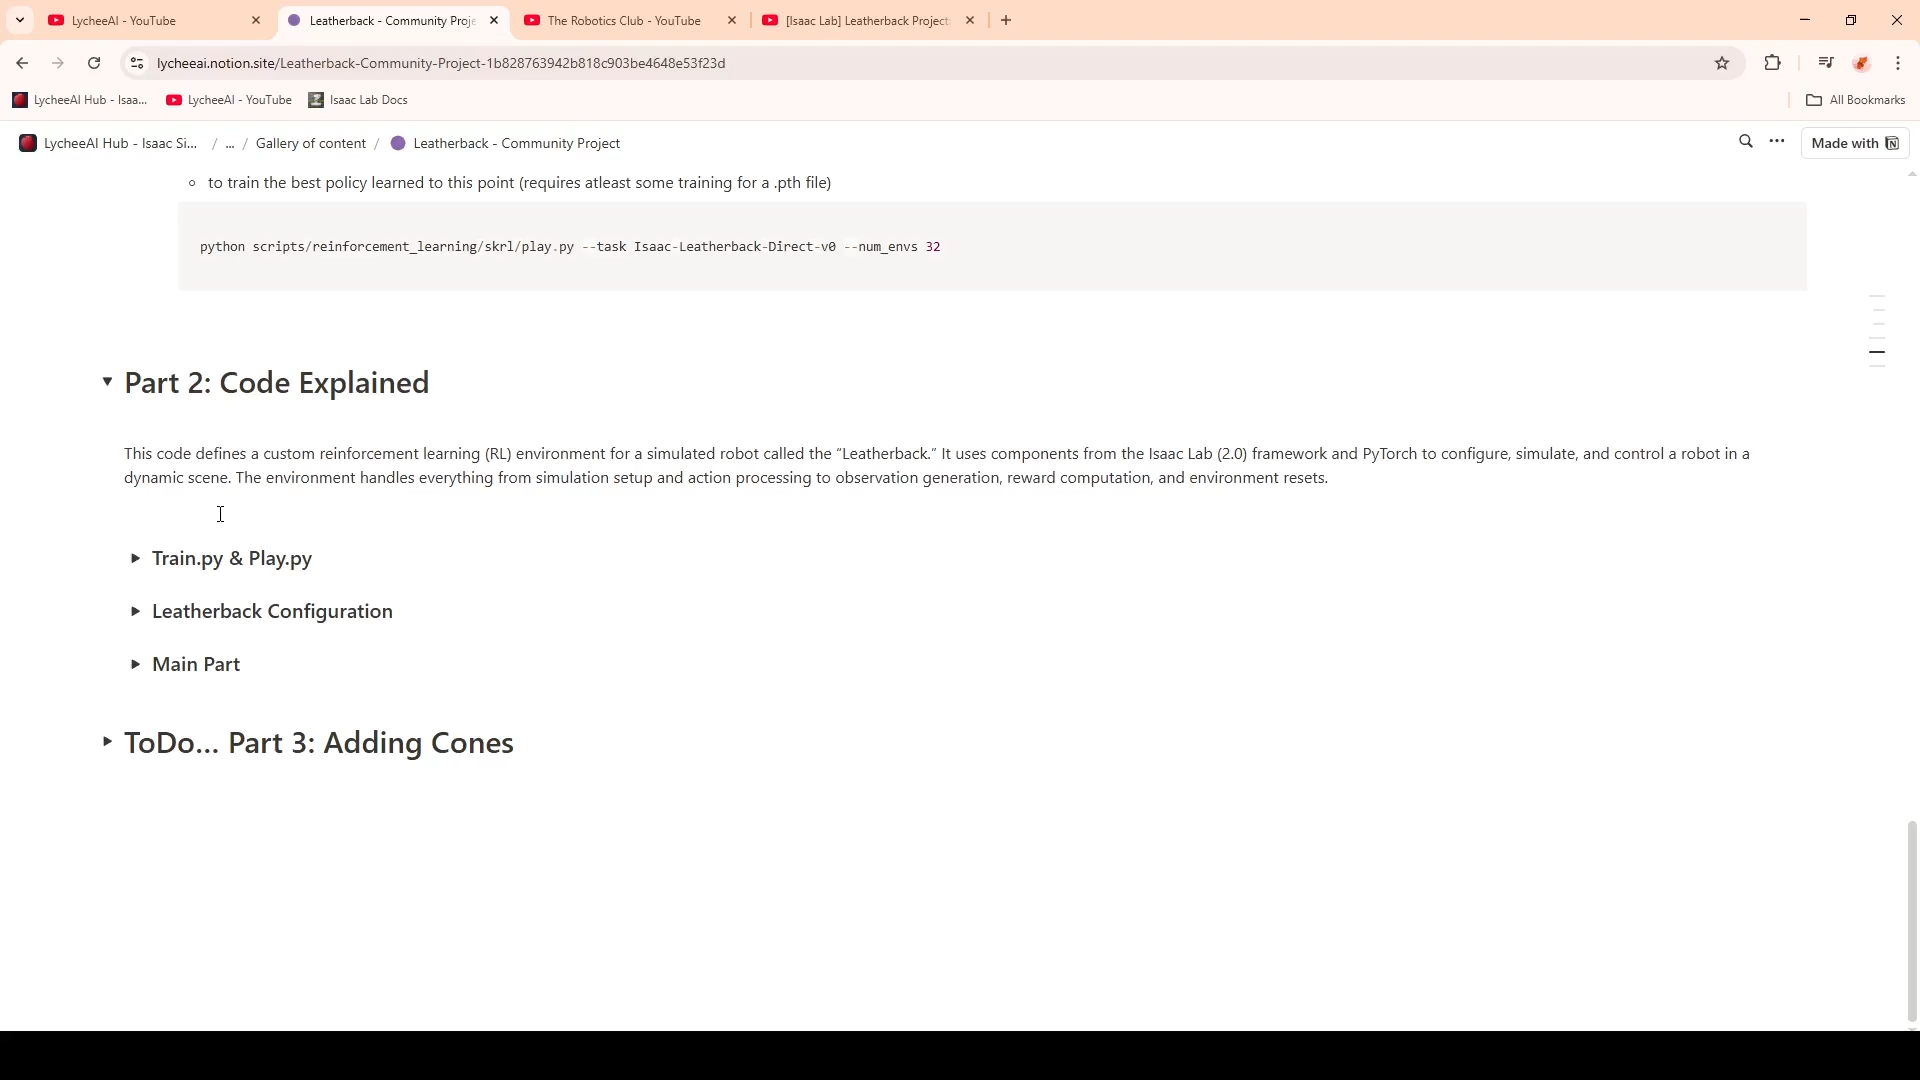 LycheeAI - YouTube
Leatherback - Community Proje
The Robotics Club - YouTube
[Isaac Lab] Leatherback Project:
lycheeai.notion.site/Leatherback-Community-Project-1b828763942b818c903be4648e53f23d
LycheeAI Hub - Isaa...
LycheeAI - YouTube
Isaac Lab Docs
All Bookmarks
LycheeAI Hub - Isaac Si... / ... / Gallery of content / Leatherback - Community Project
Made with
to train the best policy learned to this point (requires atleast some training for a .pth file)
python scripts/reinforcement_learning/skrl/play.py --task Isaac-Leatherback-Direct-v0 --num_envs 32
Part 2: Code Explained
This code defines a custom reinforcement learning (RL) environment for a simulated robot called the “Leatherback.” It uses components from the Isaac Lab (2.0) framework and PyTorch to configure, simulate, and control a robot in a
dynamic scene. The environment handles everything from simulation setup and action processing to observation generation, reward computation, and environment resets.
Train.py & Play.py
Leatherback Configuration
Main Part
ToDo... Part 3: Adding Cones